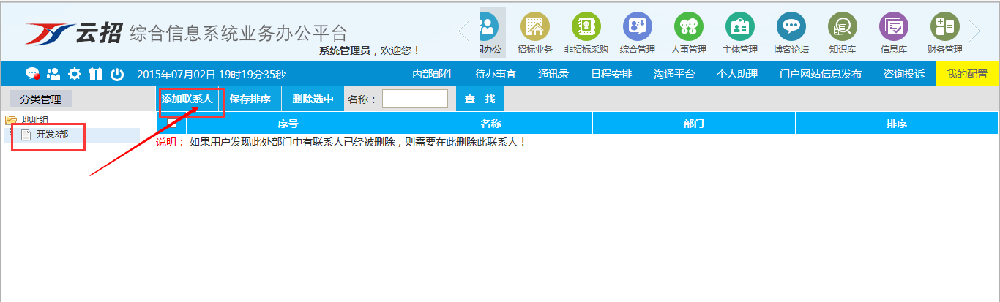 云招 综合信息系统业务办公平台
系统管理员，欢迎您！
同办公 招标业务 非招标采购 综合管理 人事管理 主体管理 博客论坛 知识库 信息库 财务管理
2015年07月02日 19时19分35秒 内部邮件 待办事宜 通讯录 日程安排 沟通平台 个人助理 门户网站信息发布 咨询投诉 我的配置
分类管理 添加联系人 保存排序 删除选中 名称： 查 找
地址组
开发3部
序号 名称 部门 排序
说明： 如果用户发现此处部门中有联系人已经被删除，则需要在此删除此联系人！